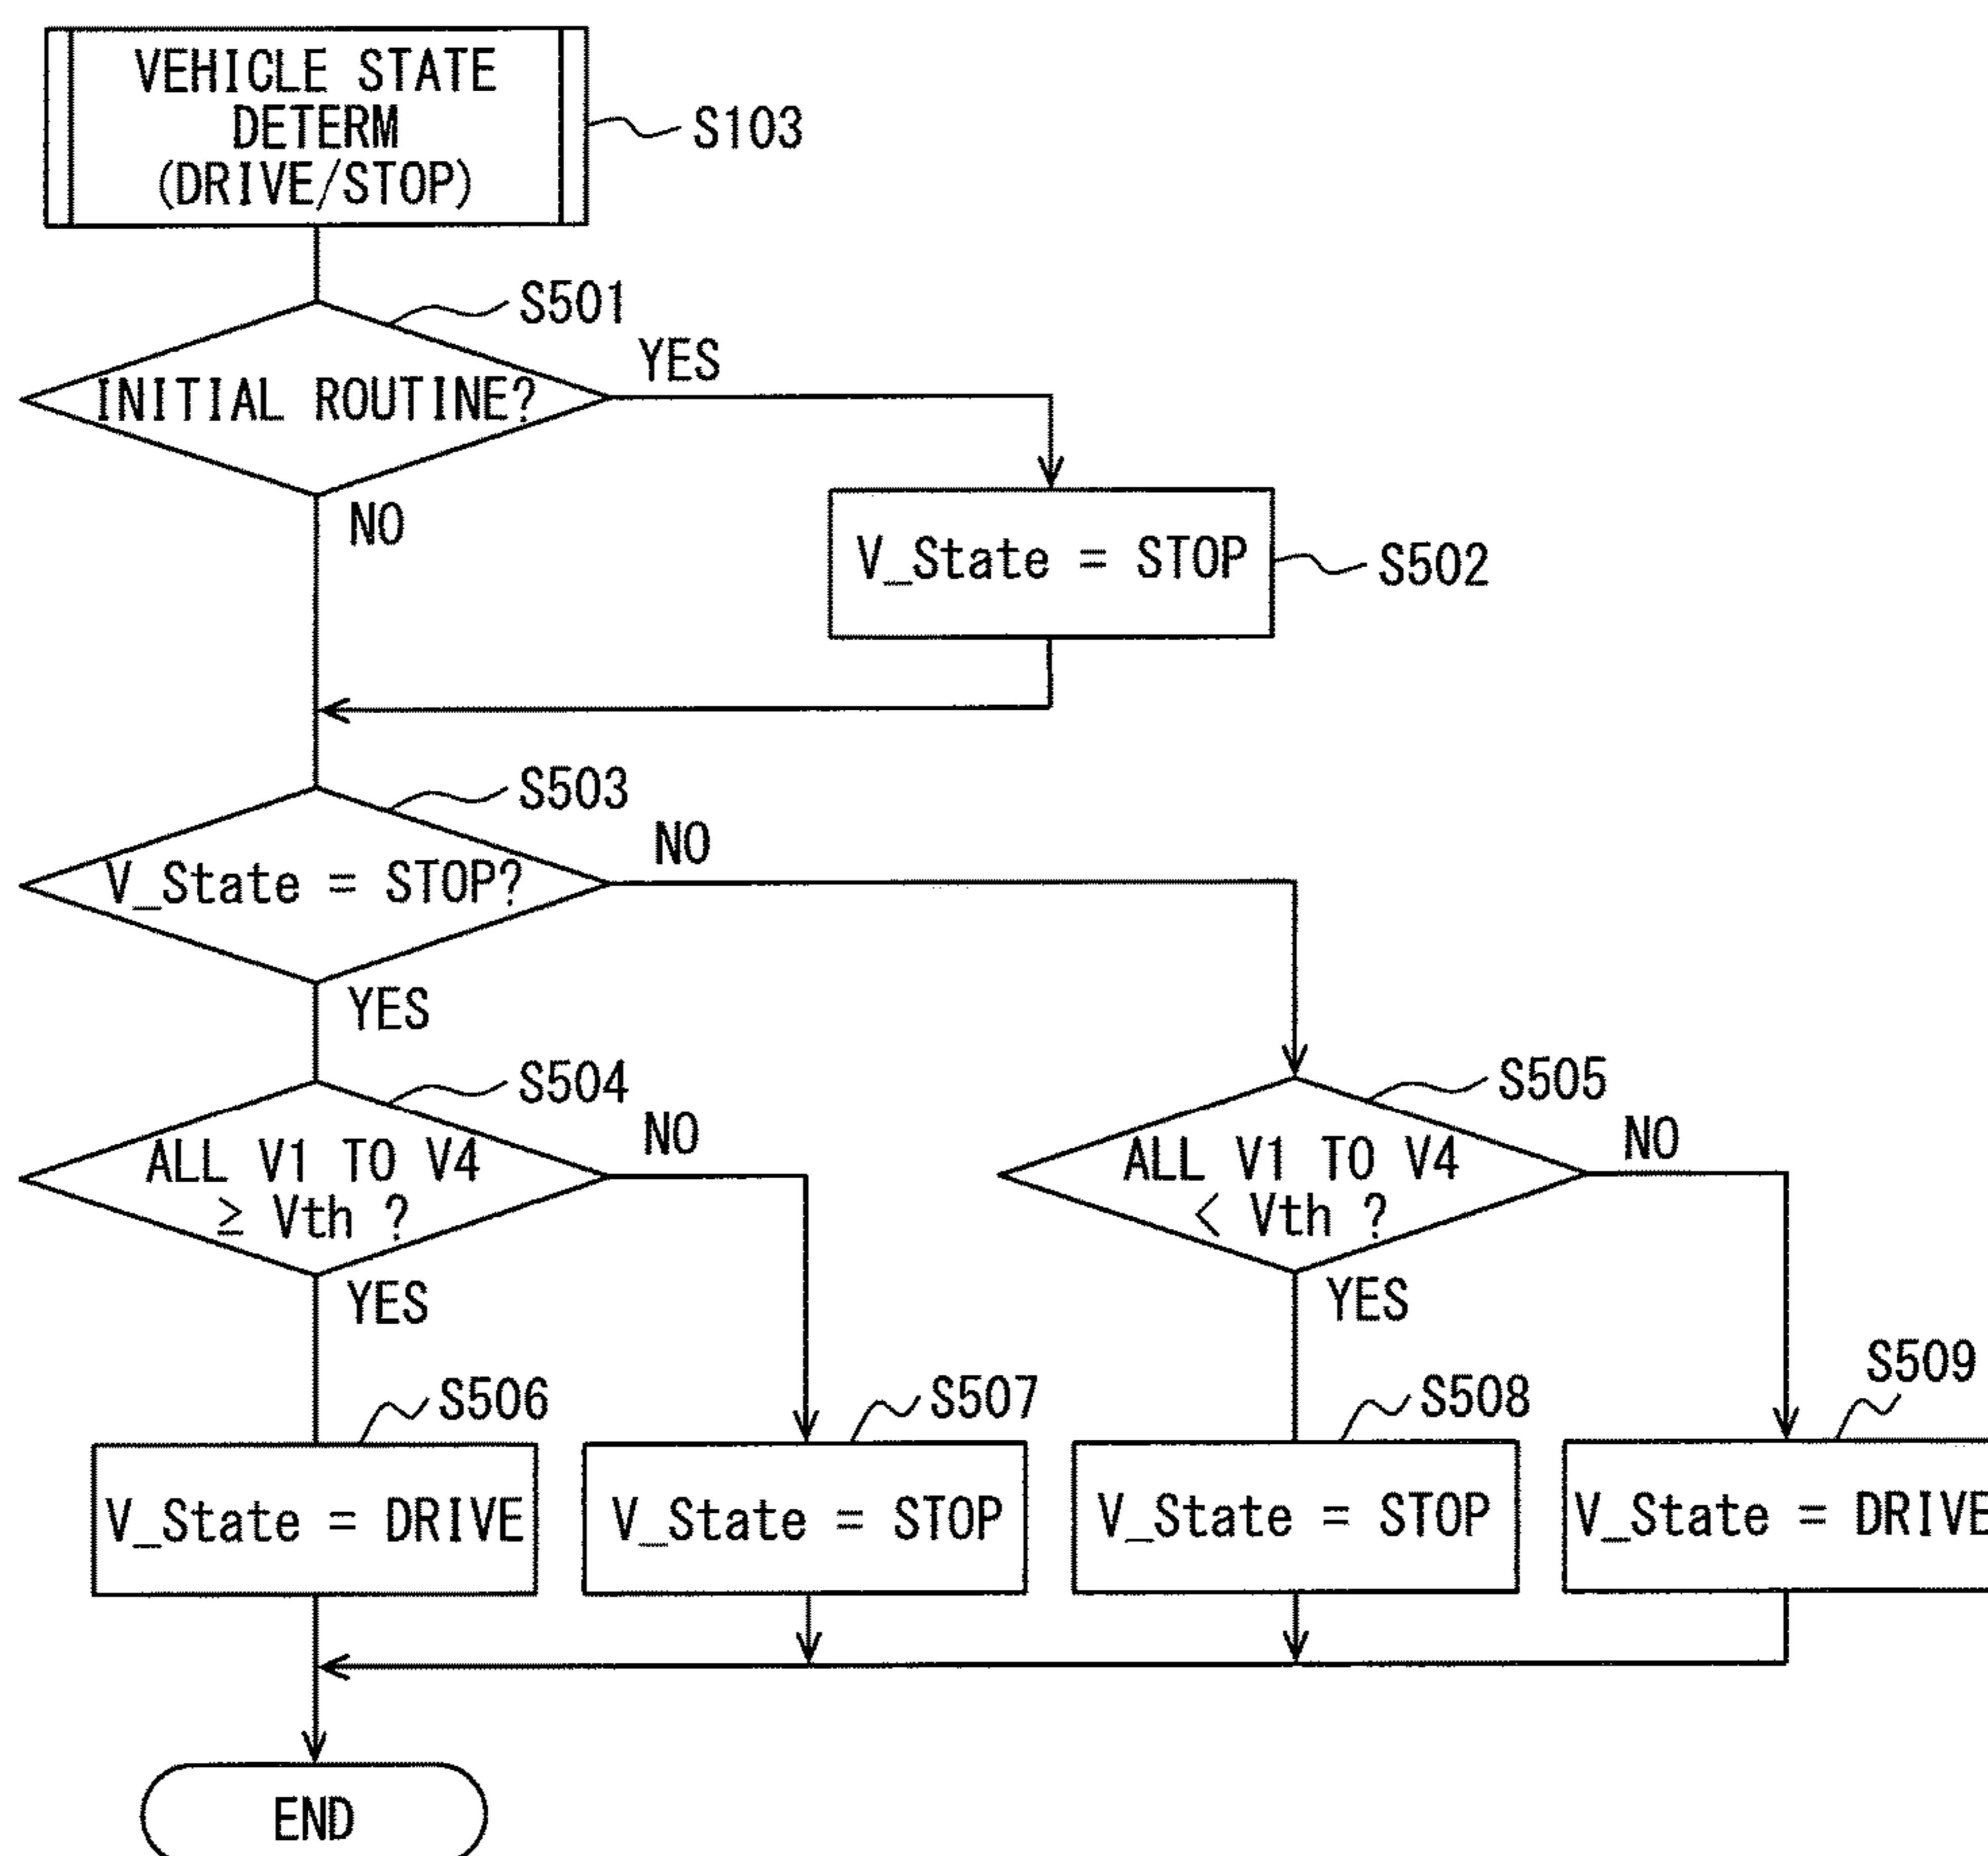 VEHICLE STATE
DETERM
(DRIVE/STOP)
S103
S501
INITIAL ROUTINE?
YES
NO
V_State = STOP
S502
S503
V_State = STOP?
NO
YES
S504
ALL V1 TO V4
≥ Vth ?
NO
YES
S505
ALL V1 TO V4
< Vth ?
NO
YES
S506
V_State = DRIVE
S507
V_State = STOP
S508
V_State = STOP
S509
V_State = DRIVE
END